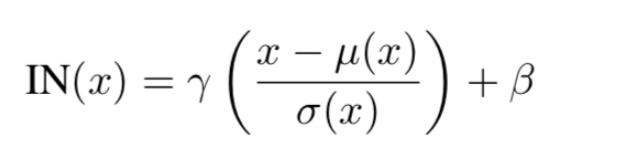 IN(x) = γ ( (x − μ(x)) / σ(x) ) + β